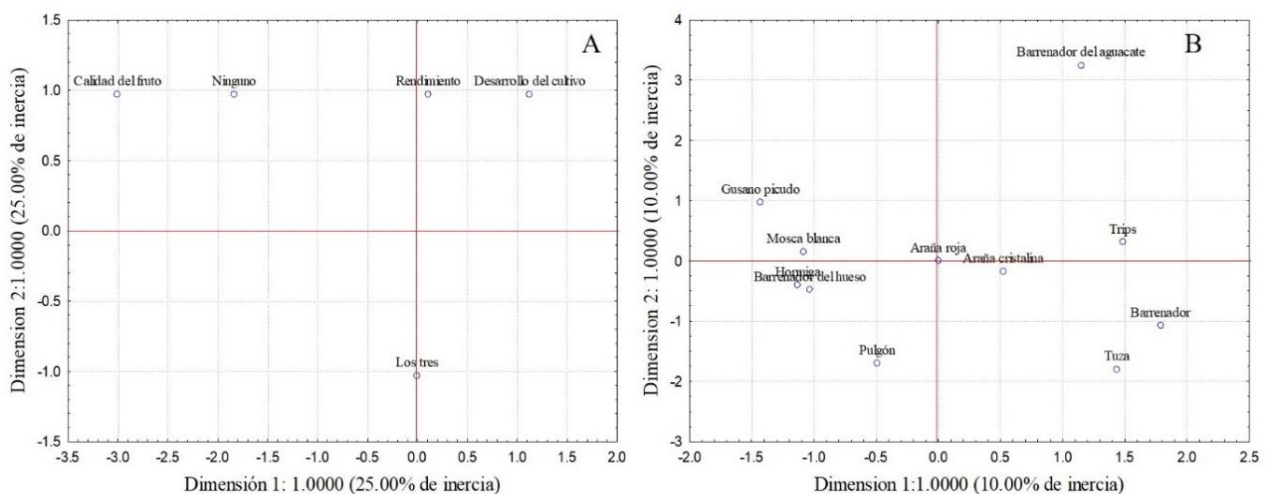 A
1.5
1.0
0.5
0.0
-0.5
-1.0
-1.5
Dimension 2:1.0000 (25.00% de inercia)
Calidad del fruto
Ninguno
Rendimiento
Desarrollo del cultivo
Los tres
-3.5 -3.0 -2.5 -2.0 -1.5 -1.0 -0.5 0.0 0.5 1.0 1.5 2.0
Dimensión 1: 1.0000 (25.00% de inercia)
B
4
3
2
1
0
-1
-2
-3
Dimension 2: 1.0000 (10.00% de inercia)
Barrenador del aguacate
Gusano picudo
Trips
Mosca blanca
Araña roja
Araña cristalina
Hormiga
Barrenador del hueso
Barrenador
Pulgón
Tuza
-2.0 -1.5 -1.0 -0.5 0.0 0.5 1.0 1.5 2.0 2.5
Dimension 1:1.0000 (10.00% de inercia)